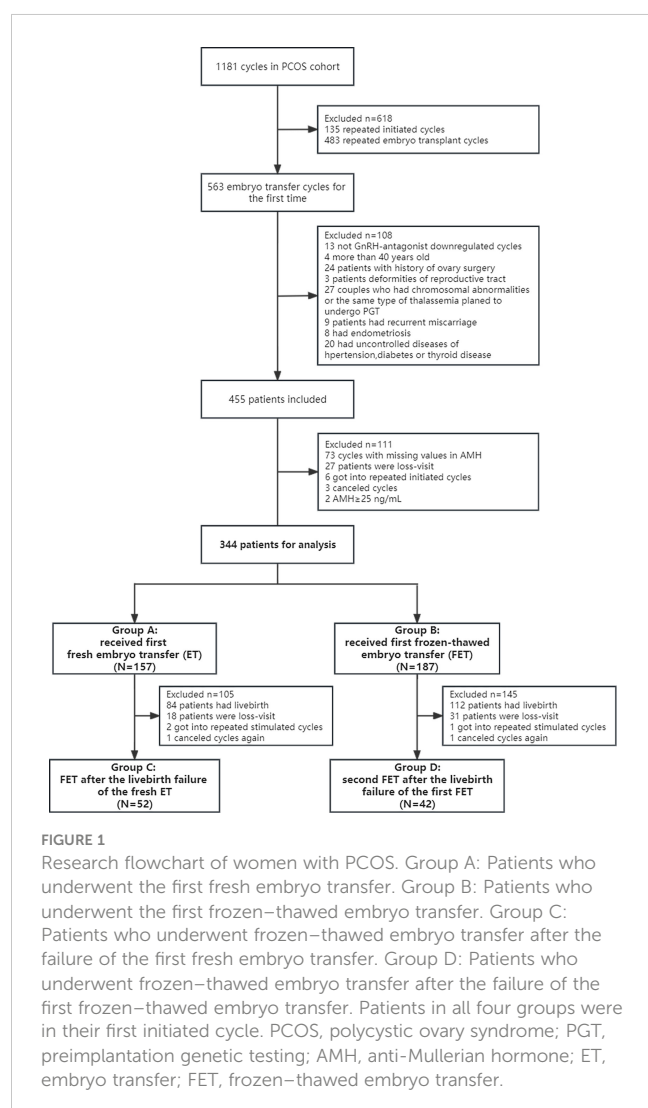 1181 cycles in PCOS cohort
Excluded n=618
135 repeated initiated cycles
483 repeated embryo transplant cycles
563 embryo transfer cycles for
the first time
Excluded n=108
13 not GnRH-antagonist downregulated cycles
4 more than 40 years old
24 patients with history of ovary surgery
3 patients deformities of reproductive tract
27 couples who had chromosomal abnormalities
or the same type of thalassemia planed to
undergo PGT
9 patients had recurrent miscarriage
8 had endometriosis
20 had uncontrolled diseases of
hpertension,diabetes or thyroid disease
455 patients included
Excluded n=111
73 cycles with missing values in AMH
27 patients were loss-visit
6 got into repeated initiated cycles
3 canceled cycles
2 AMH≥25 ng/mL
344 patients for analysis
Group A:
received first
fresh embryo transfer (ET)
(N=157)
Group B:
received first frozen-thawed
embryo transfer (FET)
(N=187)
Excluded n=105
84 patients had livebirth
18 patients were loss-visit
2 got into repeated stimulated cycles
1 canceled cycles again
Excluded n=145
112 patients had livebirth
31 patients were loss-visit
1 got into repeated stimulated cycles
1 canceled cycles again
Group C:
FET after the livebirth failure
of the fresh ET
(N=52)
Group D:
second FET after the livebirth
failure of the first FET
(N=42)
FIGURE 1
Research flowchart of women with PCOS. Group A: Patients who
underwent the first fresh embryo transfer. Group B: Patients who
underwent the first frozen–thawed embryo transfer. Group C:
Patients who underwent frozen–thawed embryo transfer after the
failure of the first fresh embryo transfer. Group D: Patients who
underwent frozen–thawed embryo transfer after the failure of the
first frozen–thawed embryo transfer. Patients in all four groups were
in their first initiated cycle. PCOS, polycystic ovary syndrome; PGT,
preimplantation genetic testing; AMH, anti-Mullerian hormone; ET,
embryo transfer; FET, frozen–thawed embryo transfer.